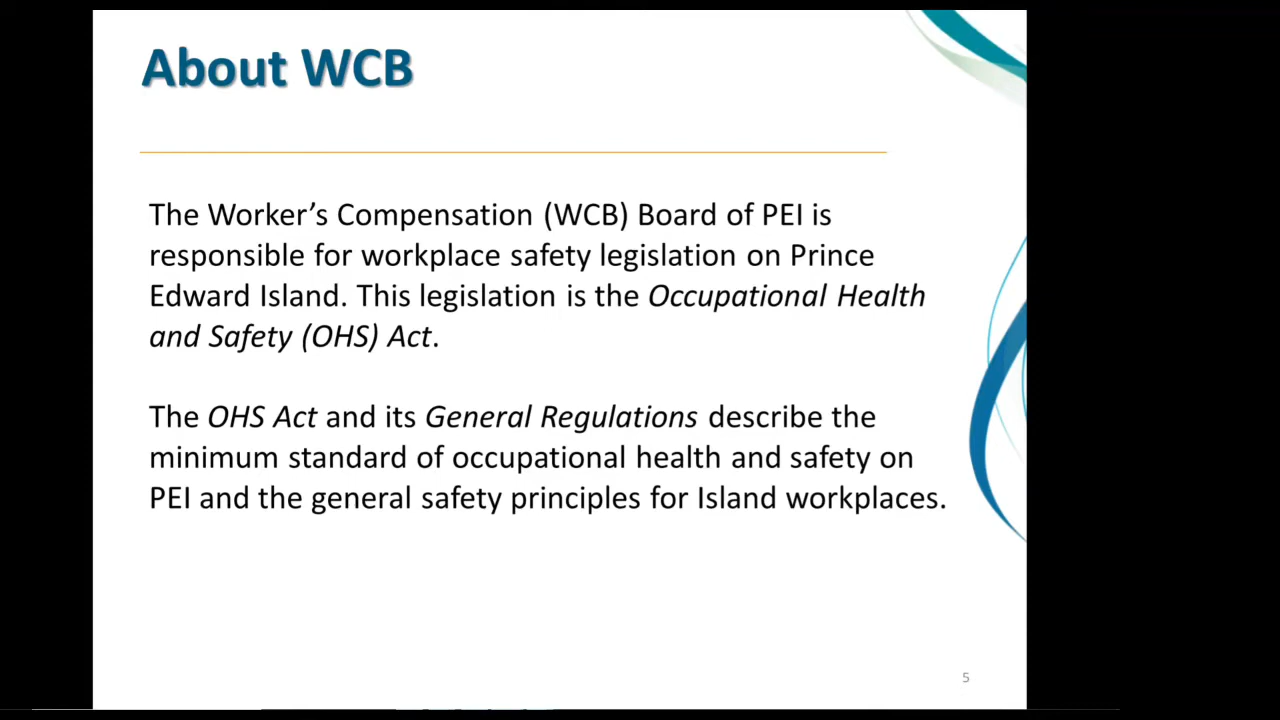 About WCB
The Worker’s Compensation (WCB) Board of PEI is
responsible for workplace safety legislation on Prince
Edward Island. This legislation is the Occupational Health
and Safety (OHS) Act.
The OHS Act and its General Regulations describe the
minimum standard of occupational health and safety on
PEI and the general safety principles for Island workplaces.
5